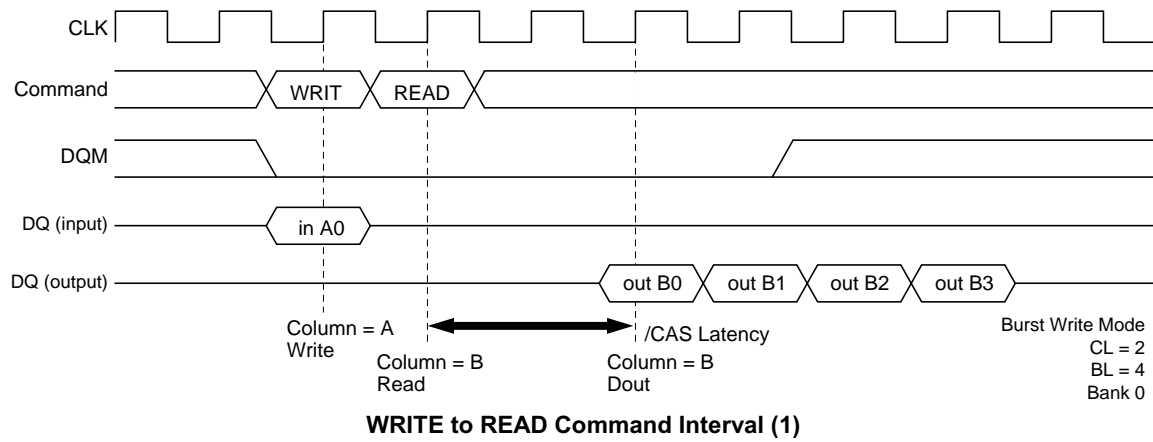 CLK
Command
WRIT
READ
DQM
DQ (input)
in A0
DQ (output)
out B0
out B1
out B2
out B3
Column = A
Write
/CAS Latency
Column = B
Read
Column = B
Dout
Burst Write Mode
CL = 2
BL = 4
Bank 0
WRITE to READ Command Interval (1)